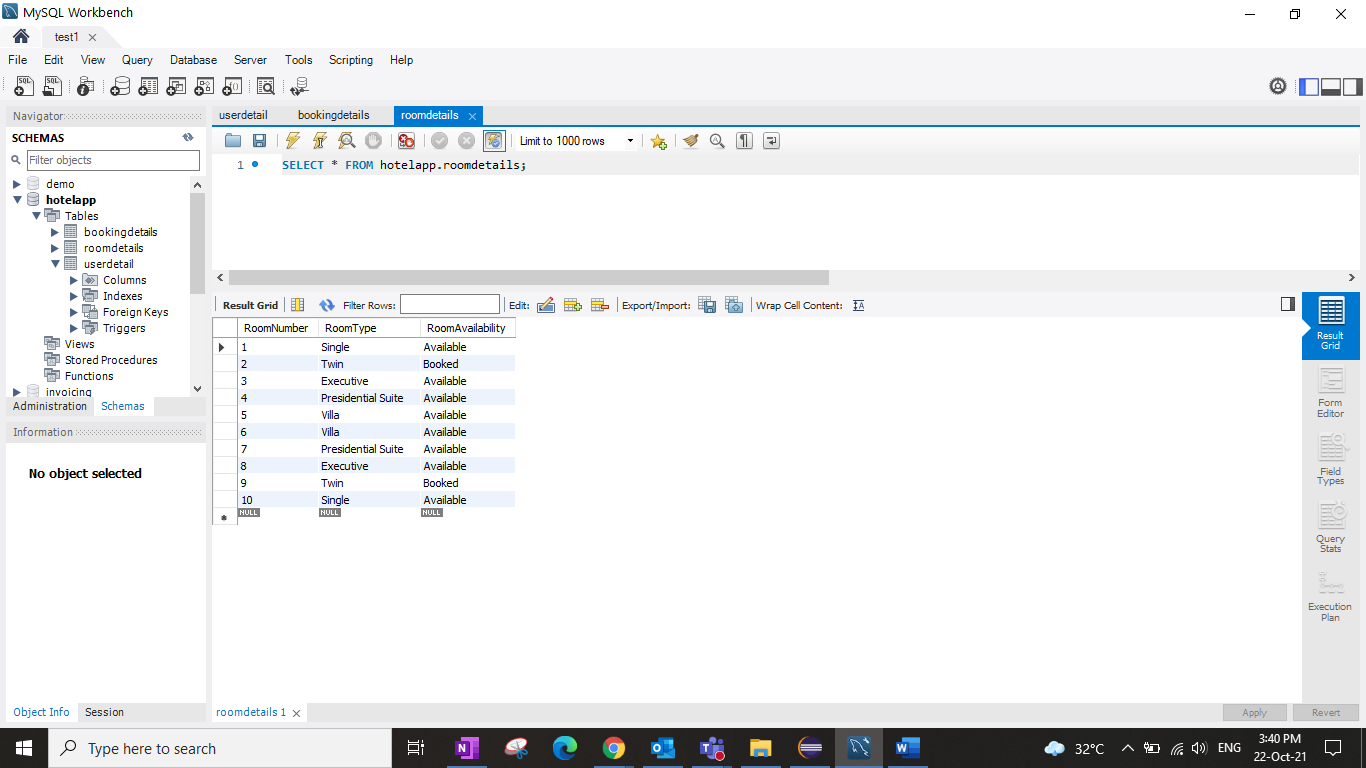 MySQL Workbench
test1
File Edit View Query Database Server Tools Scripting Help
Navigator
SCHEMAS
Filter objects
demo
hotelapp
Tables
bookingdetails
roomdetails
userdetail
Columns
Indexes
Foreign Keys
Triggers
Views
Stored Procedures
Functions
invoicing
Administration Schemas
Information
No object selected
Object Info Session
userdetail bookingdetails roomdetails
Limit to 1000 rows
1 SELECT * FROM hotelapp.roomdetails;
Result Grid Filter Rows: Edit: Export/Import: Wrap Cell Content:
RoomNumber RoomType RoomAvailability
1 Single Available
2 Twin Booked
3 Executive Available
4 Presidential Suite Available
5 Villa Available
6 Villa Available
7 Presidential Suite Available
8 Executive Available
9 Twin Booked
10 Single Available
NULL NULL NULL
Result
Grid
Form
Editor
Field
Types
Query
Stats
Execution
Plan
roomdetails 1
Apply Revert
Type here to search
32°C
ENG
3:40 PM
22-Oct-21